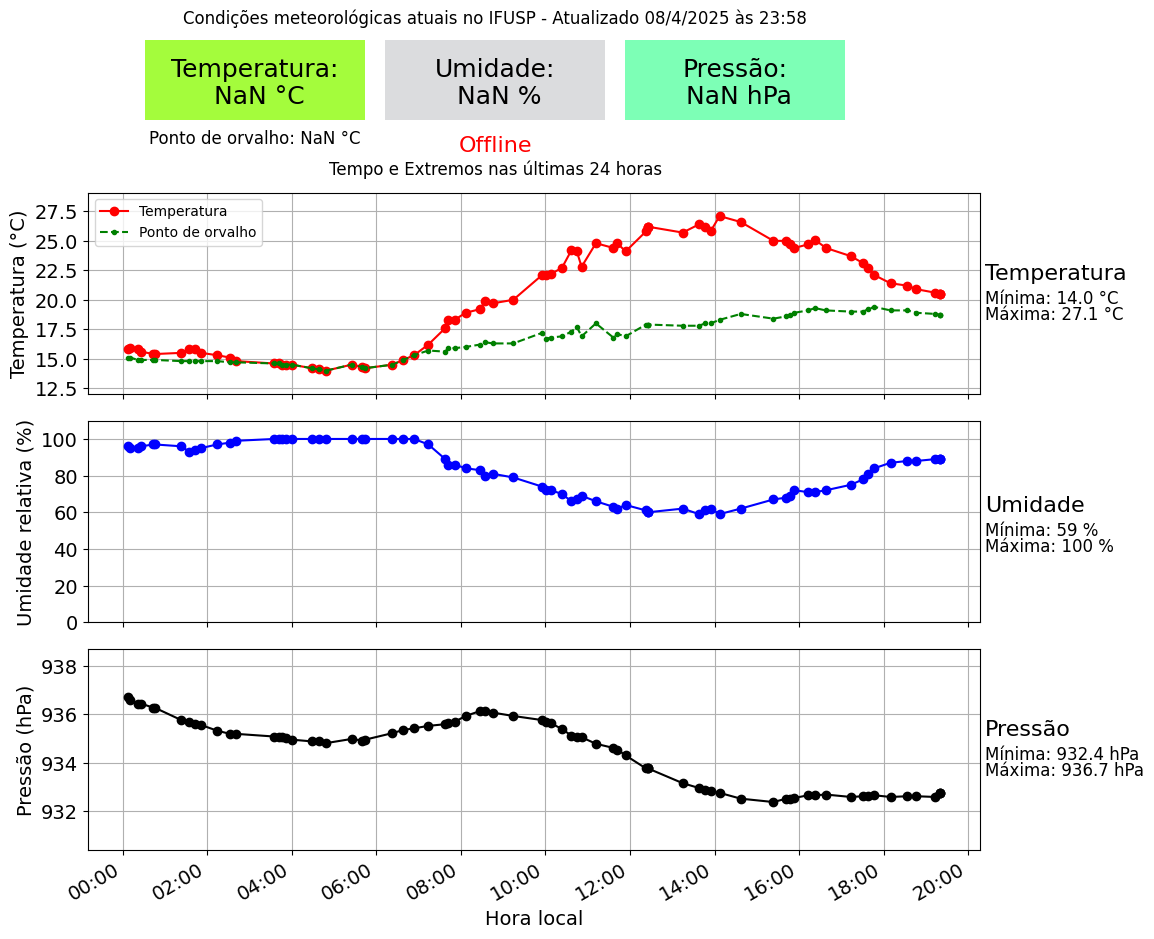 Condições meteorológicas atuais no IFUSP - Atualizado 08/4/2025 às 23:58
Temperatura:
NaN °C
Umidade:
NaN %
Pressão:
NaN hPa
Ponto de orvalho: NaN °C
Offline
Tempo e Extremos nas últimas 24 horas
Temperatura (°C)
27.5
25.0
22.5
20.0
17.5
15.0
12.5
Temperatura
Ponto de orvalho
Temperatura
Mínima: 14.0 °C
Máxima: 27.1 °C
Umidade relativa (%)
100
80
60
40
20
0
Umidade
Mínima: 59 %
Máxima: 100 %
Pressão (hPa)
938
936
934
932
Pressão
Mínima: 932.4 hPa
Máxima: 936.7 hPa
00:00
02:00
04:00
06:00
08:00
10:00
12:00
14:00
16:00
18:00
20:00
Hora local